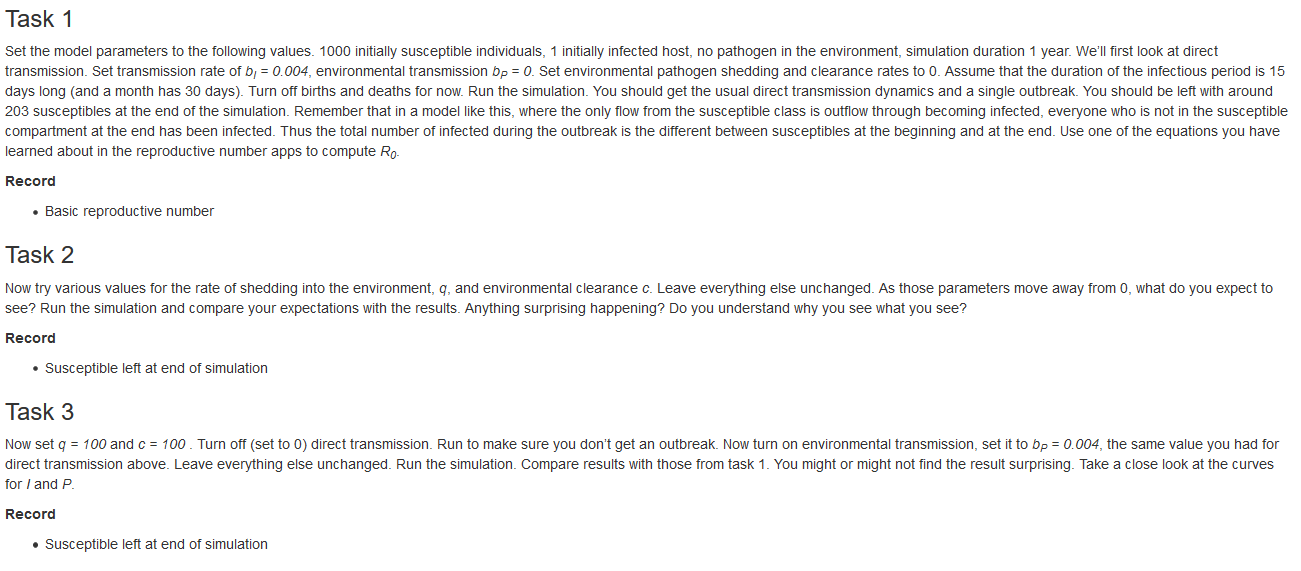 Task 1
Set the model parameters to the following values. 1000 initially susceptible individuals, 1 initially infected host, no pathogen in the environment, simulation duration 1 year. We'll first look at direct
transmission. Set transmission rate of bI = 0.004, environmental transmission bP = 0. Set environmental pathogen shedding and clearance rates to 0. Assume that the duration of the infectious period is 15
days long (and a month has 30 days). Turn off births and deaths for now. Run the simulation. You should get the usual direct transmission dynamics and a single outbreak. You should be left with around
203 susceptibles at the end of the simulation. Remember that in a model like this, where the only flow from the susceptible class is outflow through becoming infected, everyone who is not in the susceptible
compartment at the end has been infected. Thus the total number of infected during the outbreak is the different between susceptibles at the beginning and at the end. Use one of the equations you have
learned about in the reproductive number apps to compute R0.
Record
• Basic reproductive number
Task 2
Now try various values for the rate of shedding into the environment, q, and environmental clearance c. Leave everything else unchanged. As those parameters move away from 0, what do you expect to
see? Run the simulation and compare your expectations with the results. Anything surprising happening? Do you understand why you see what you see?
Record
• Susceptible left at end of simulation
Task 3
Now set q = 100 and c = 100 . Turn off (set to 0) direct transmission. Run to make sure you don't get an outbreak. Now turn on environmental transmission, set it to bP = 0.004, the same value you had for
direct transmission above. Leave everything else unchanged. Run the simulation. Compare results with those from task 1. You might or might not find the result surprising. Take a close look at the curves
for I and P.
Record
• Susceptible left at end of simulation